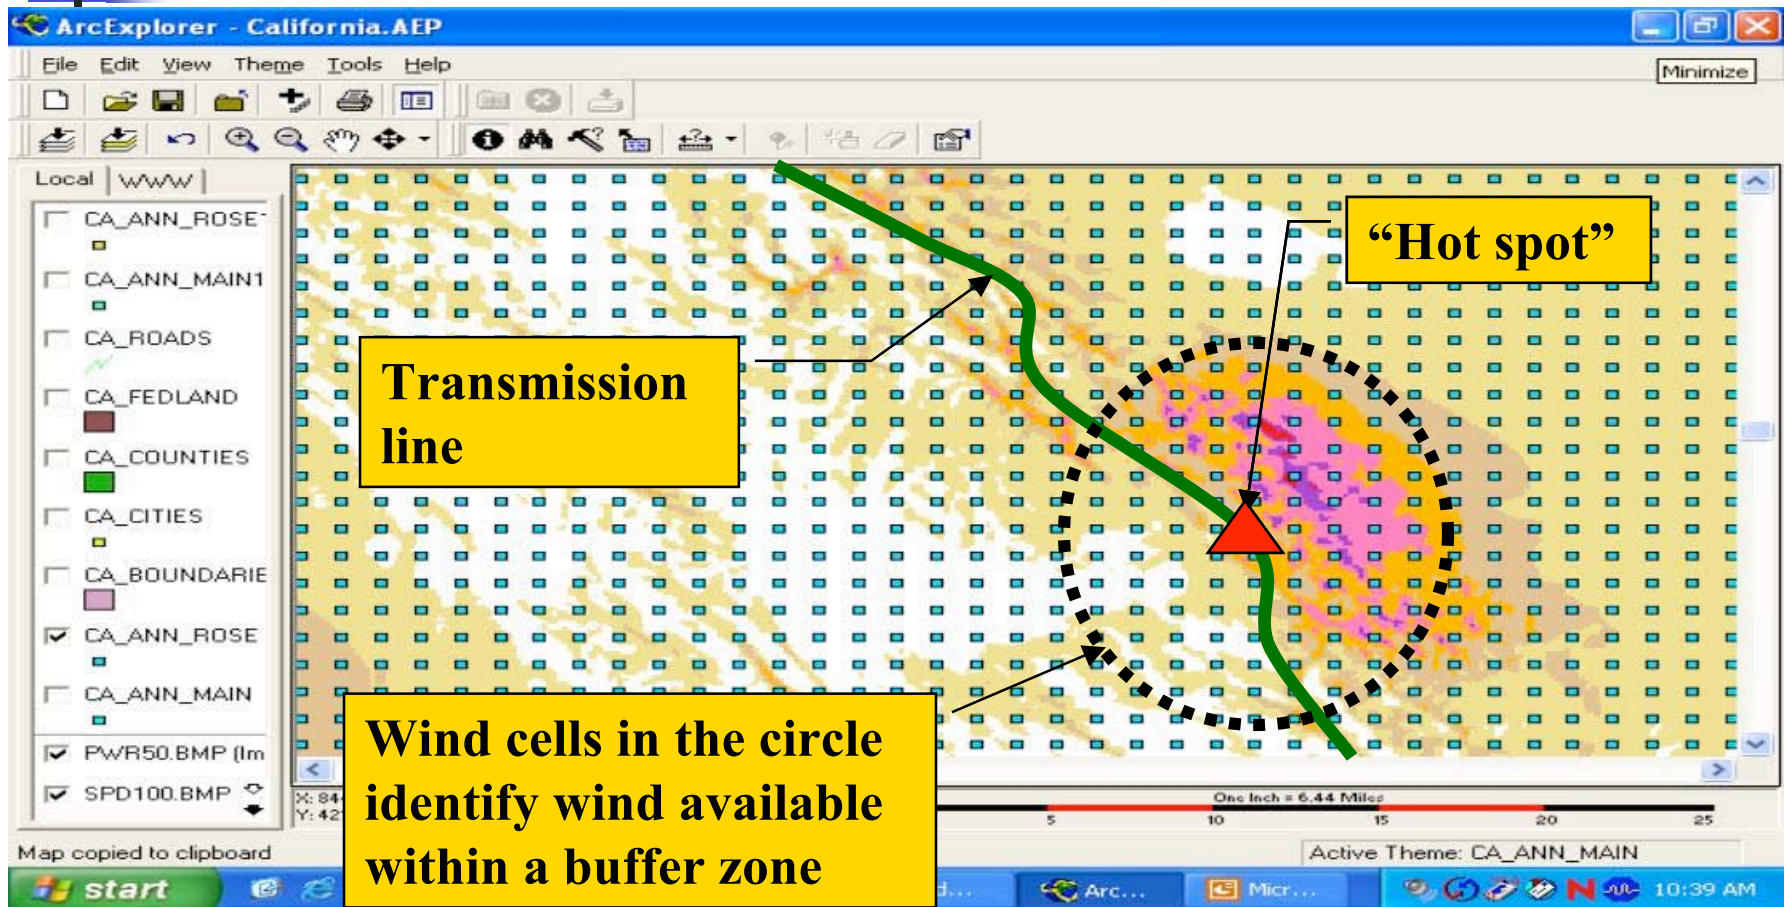 ArcExplorer - California.AEP
File Edit View Theme Tools Help
Minimize
Local WWW
CA_ANN_ROSE
CA_ANN_MAIN1
CA_ROADS
CA_FEDLAND
CA_COUNTIES
CA_CITIES
CA_BOUNDARIE
CA_ANN_ROSE
CA_ANN_MAIN
PWR50.BMP (Im
SPD100.BMP
“Hot spot”
Transmission
line
Wind cells in the circle
identify wind available
within a buffer zone
One Inch = 6.44 Miles
5 10 15 20 25
Map copied to clipboard
Active Theme: CA_ANN_MAIN
start
Arc...
Micr...
10:39 AM